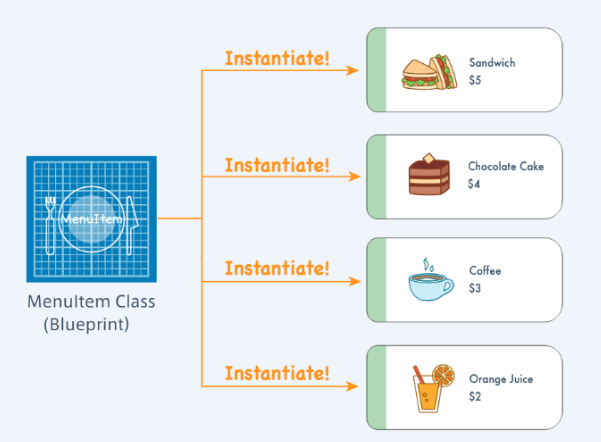 Instantiate!
Sandwich
$5
Instantiate!
Chocolate Cake
$4
MenuItem
MenuItem Class
(Blueprint)
Instantiate!
Coffee
$3
Instantiate!
Orange Juice
$2